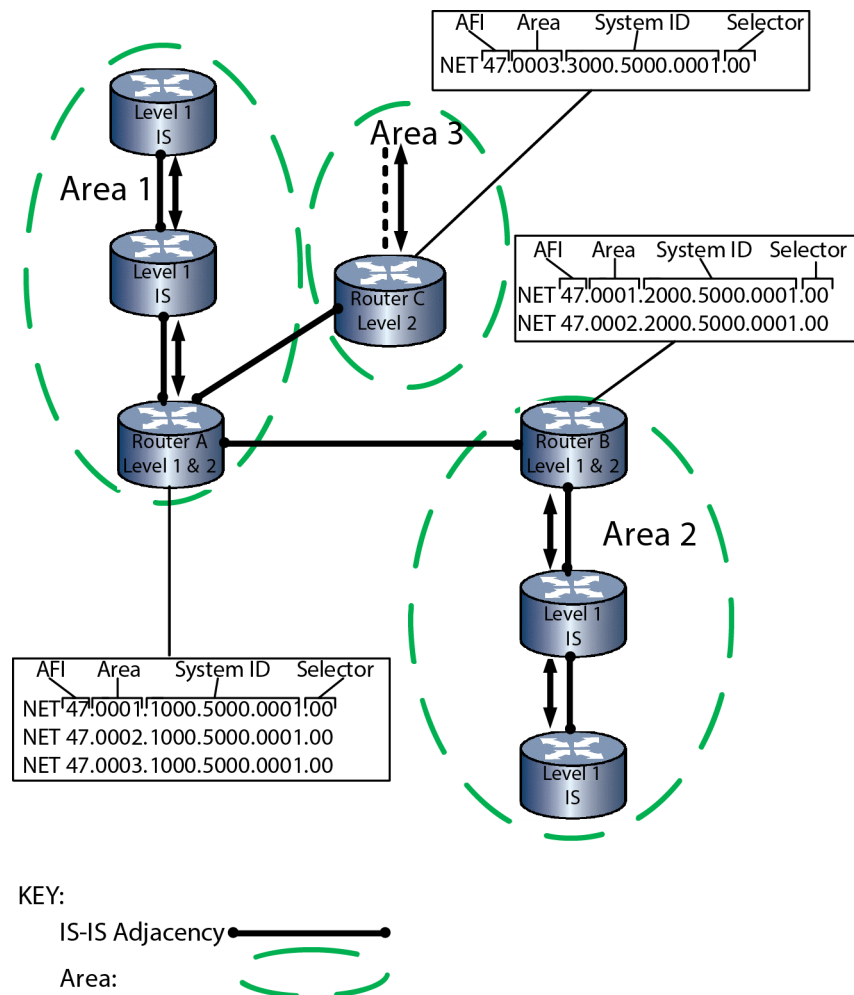 AFI Area System ID Selector
NET 47.0003.3000.5000.0001.00
Level 1
IS
Area 3
Area 1
Level 1
IS
Router C
Level 2
AFI Area System ID Selector
NET 47.0001.2000.5000.0001.00
NET 47.0002.2000.5000.0001.00
Router A
Level 1 & 2
Router B
Level 1 & 2
Area 2
Level 1
IS
AFI Area System ID Selector
NET 47.0001.1000.5000.0001.00
NET 47.0002.1000.5000.0001.00
NET 47.0003.1000.5000.0001.00
Level 1
IS
KEY:
IS-IS Adjacency
Area: